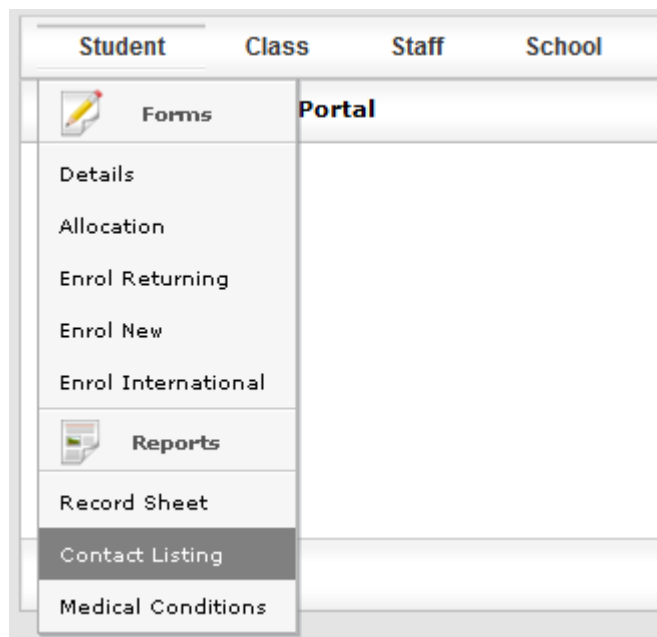 Student Class Staff School
Forms
Portal
Details
Allocation
Enrol Returning
Enrol New
Enrol International
Reports
Record Sheet
Contact Listing
Medical Conditions